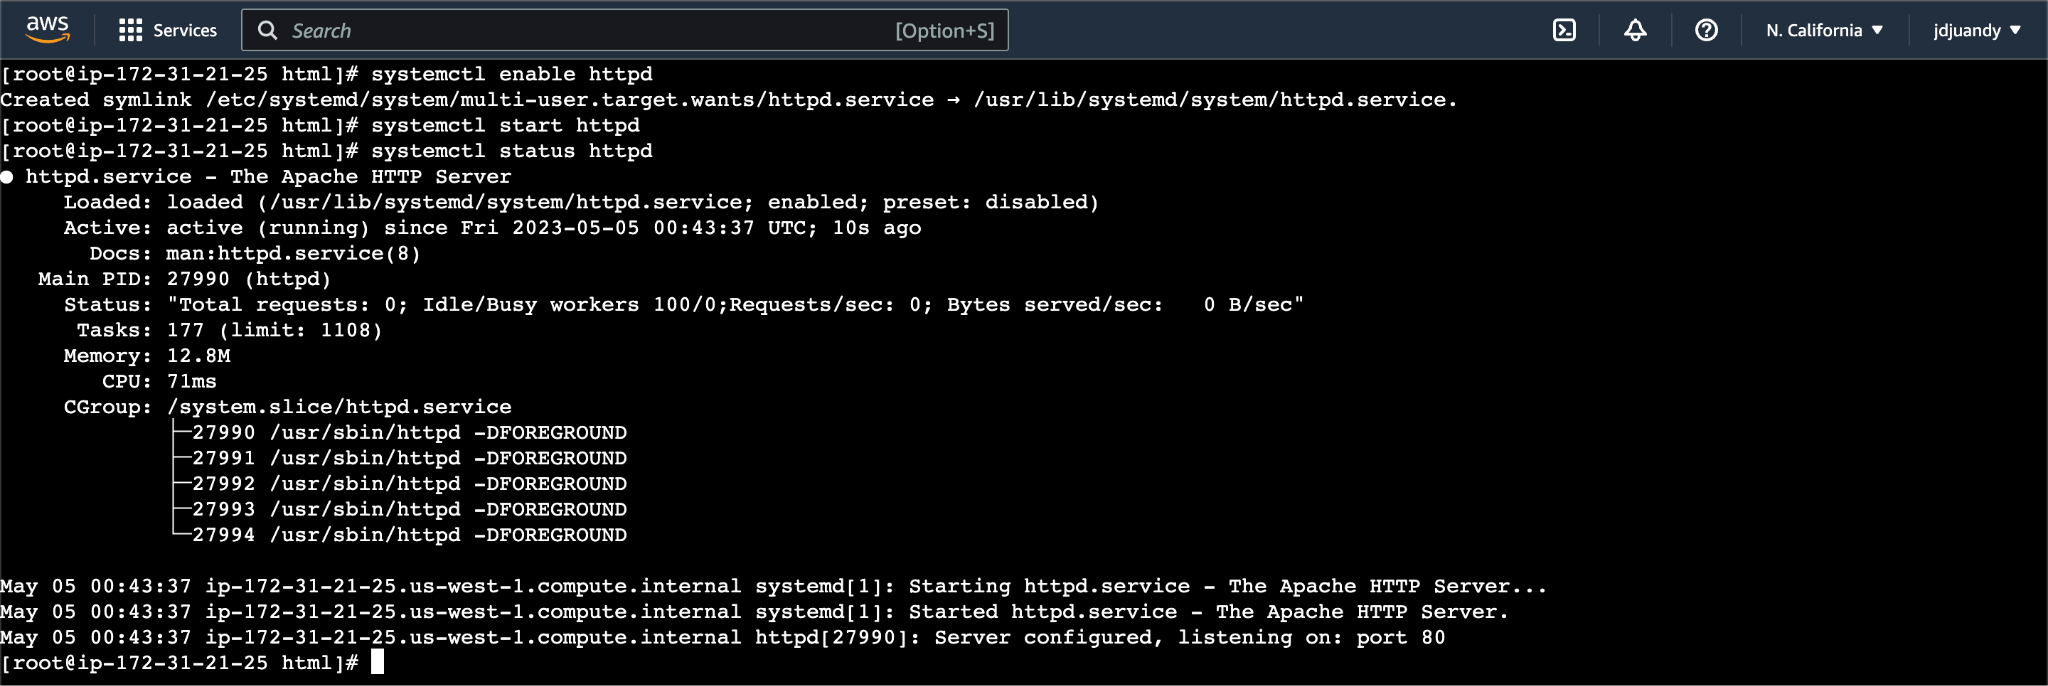 aws Services Search [Option+S] N. California jdjuandy
[root@ip-172-31-21-25 html]# systemctl enable httpd
Created symlink /etc/systemd/system/multi-user.target.wants/httpd.service → /usr/lib/systemd/system/httpd.service.
[root@ip-172-31-21-25 html]# systemctl start httpd
[root@ip-172-31-21-25 html]# systemctl status httpd
● httpd.service - The Apache HTTP Server
     Loaded: loaded (/usr/lib/systemd/system/httpd.service; enabled; preset: disabled)
     Active: active (running) since Fri 2023-05-05 00:43:37 UTC; 10s ago
       Docs: man:httpd.service(8)
   Main PID: 27990 (httpd)
     Status: "Total requests: 0; Idle/Busy workers 100/0;Requests/sec: 0; Bytes served/sec:   0 B/sec"
      Tasks: 177 (limit: 1108)
     Memory: 12.8M
        CPU: 71ms
     CGroup: /system.slice/httpd.service
             ├─27990 /usr/sbin/httpd -DFOREGROUND
             ├─27991 /usr/sbin/httpd -DFOREGROUND
             ├─27992 /usr/sbin/httpd -DFOREGROUND
             ├─27993 /usr/sbin/httpd -DFOREGROUND
             └─27994 /usr/sbin/httpd -DFOREGROUND
May 05 00:43:37 ip-172-31-21-25.us-west-1.compute.internal systemd[1]: Starting httpd.service - The Apache HTTP Server...
May 05 00:43:37 ip-172-31-21-25.us-west-1.compute.internal systemd[1]: Started httpd.service - The Apache HTTP Server.
May 05 00:43:37 ip-172-31-21-25.us-west-1.compute.internal httpd[27990]: Server configured, listening on: port 80
[root@ip-172-31-21-25 html]#